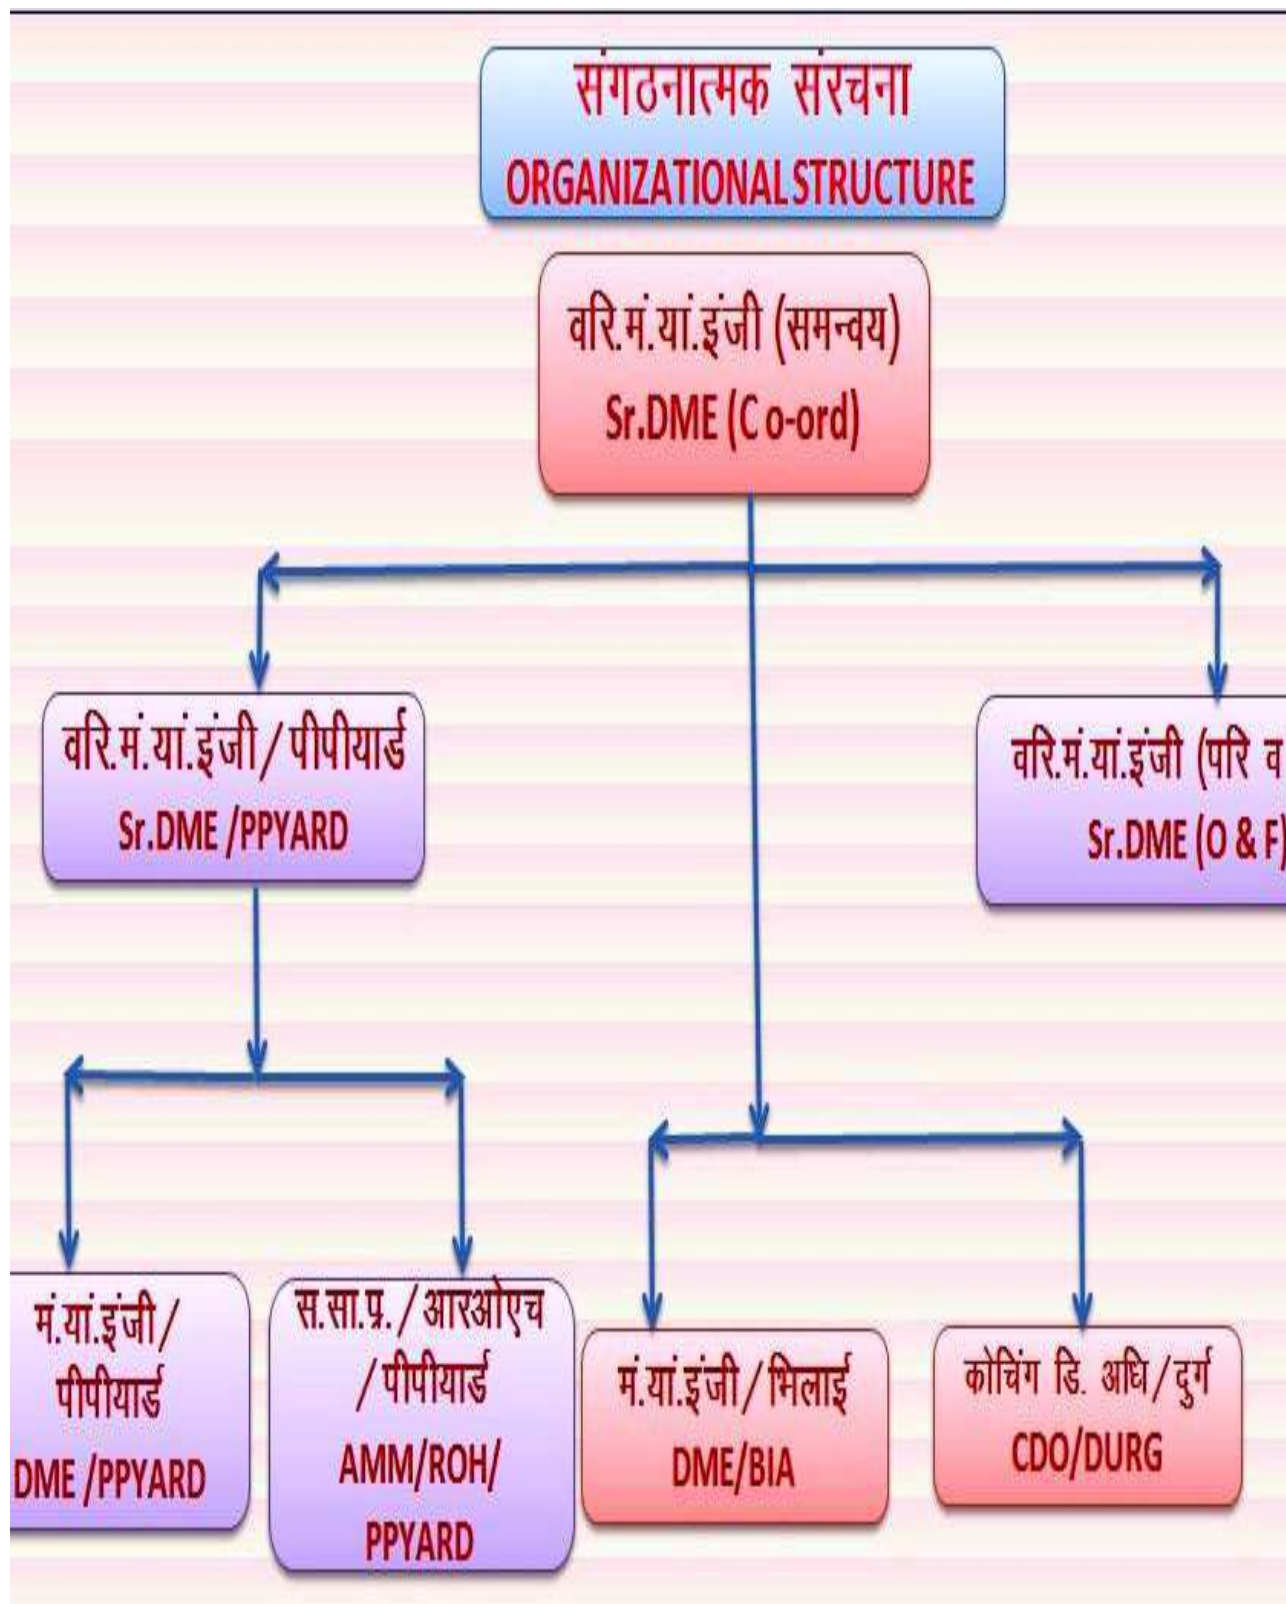 संगठनात्मक संरचना
ORGANIZATIONAL STRUCTURE
वरि.मं.यां.इंजी (समन्वय)
Sr.DME (C o-ord)
वरि.मं.यां.इंजी / पीपीयार्ड
Sr.DME /PPYARD
वरि.मं.यां.इंजी (परि व
Sr.DME (O & F)
मं.यां.इंजी /
पीपीयार्ड
DME /PPYARD
स.सा.प्र. / आरओएच
/ पीपीयार्ड
AMM/ROH/
PPYARD
मं.यां.इंजी / भिलाई
DME/BIA
कोचिंग डि. अधि / दुर्ग
CDO/DURG